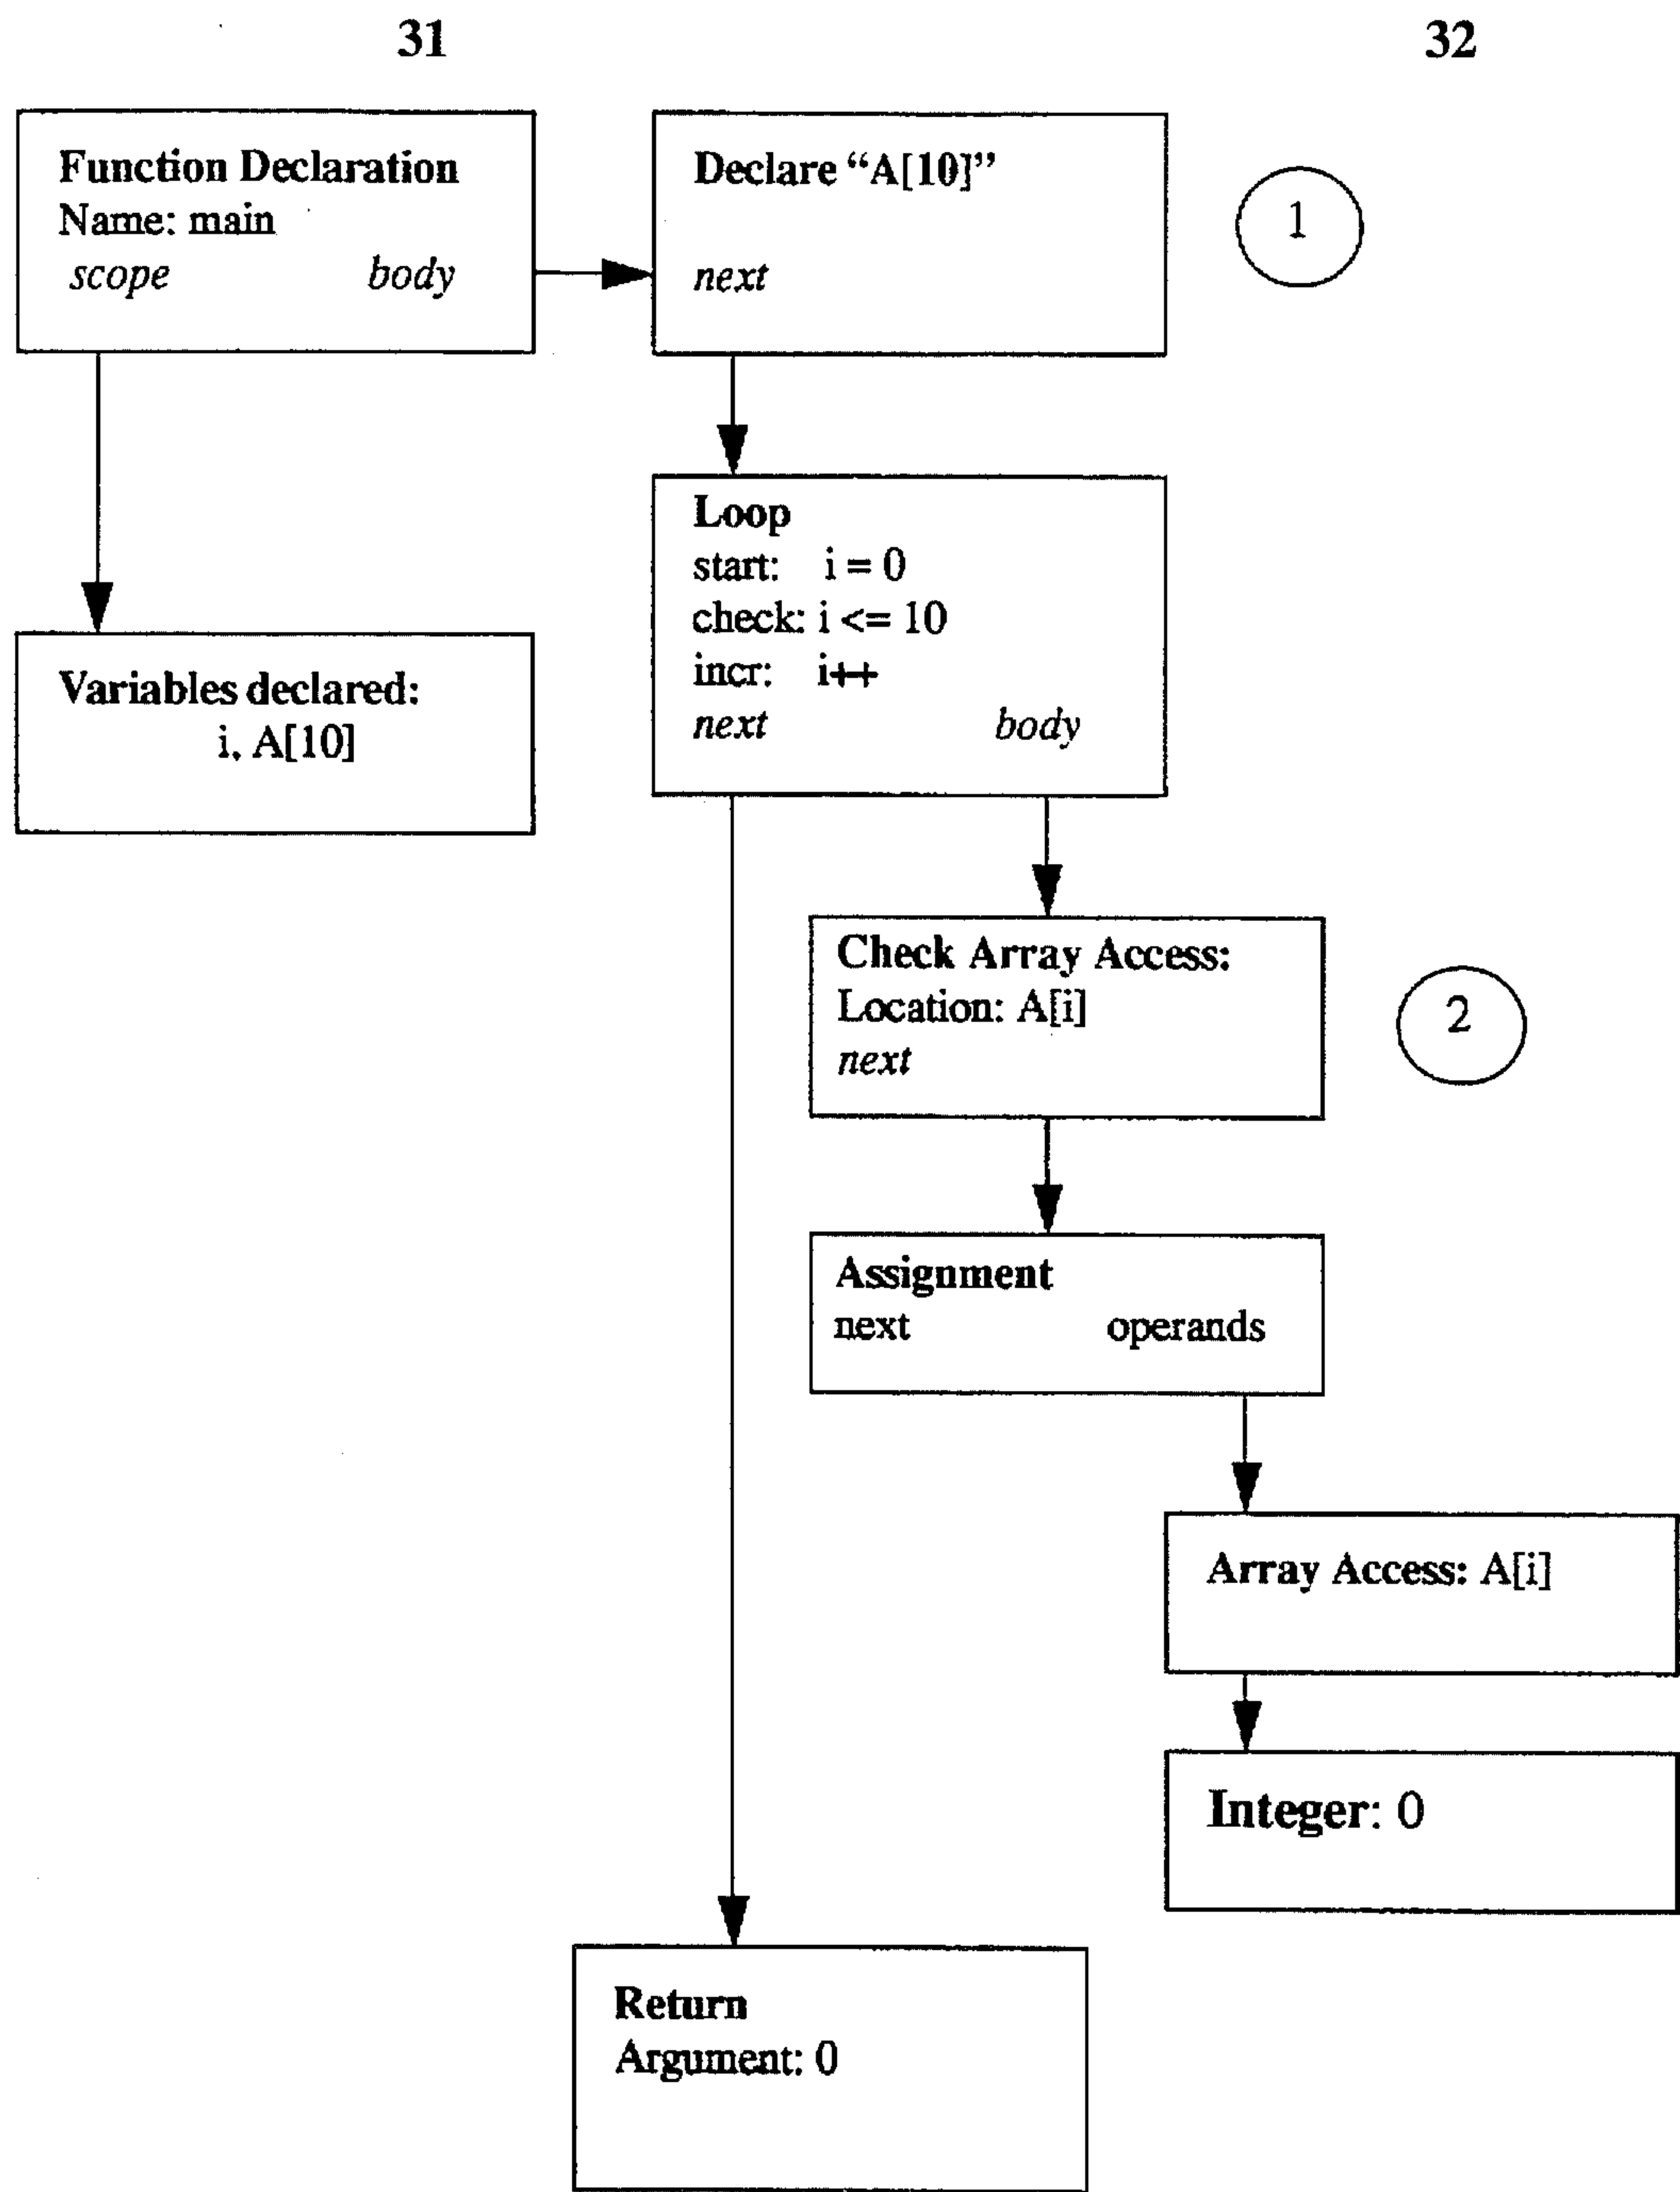 31
32
Function Declaration
Name: main
scope body
Declare “A[10]”
next
1
Variables declared:
i, A[10]
Loop
start: i = 0
check: i <= 10
incr: i++
next body
Check Array Access:
Location: A[i]
next
2
Assignment
next operands
Array Access: A[i]
Integer: 0
Return
Argument: 0